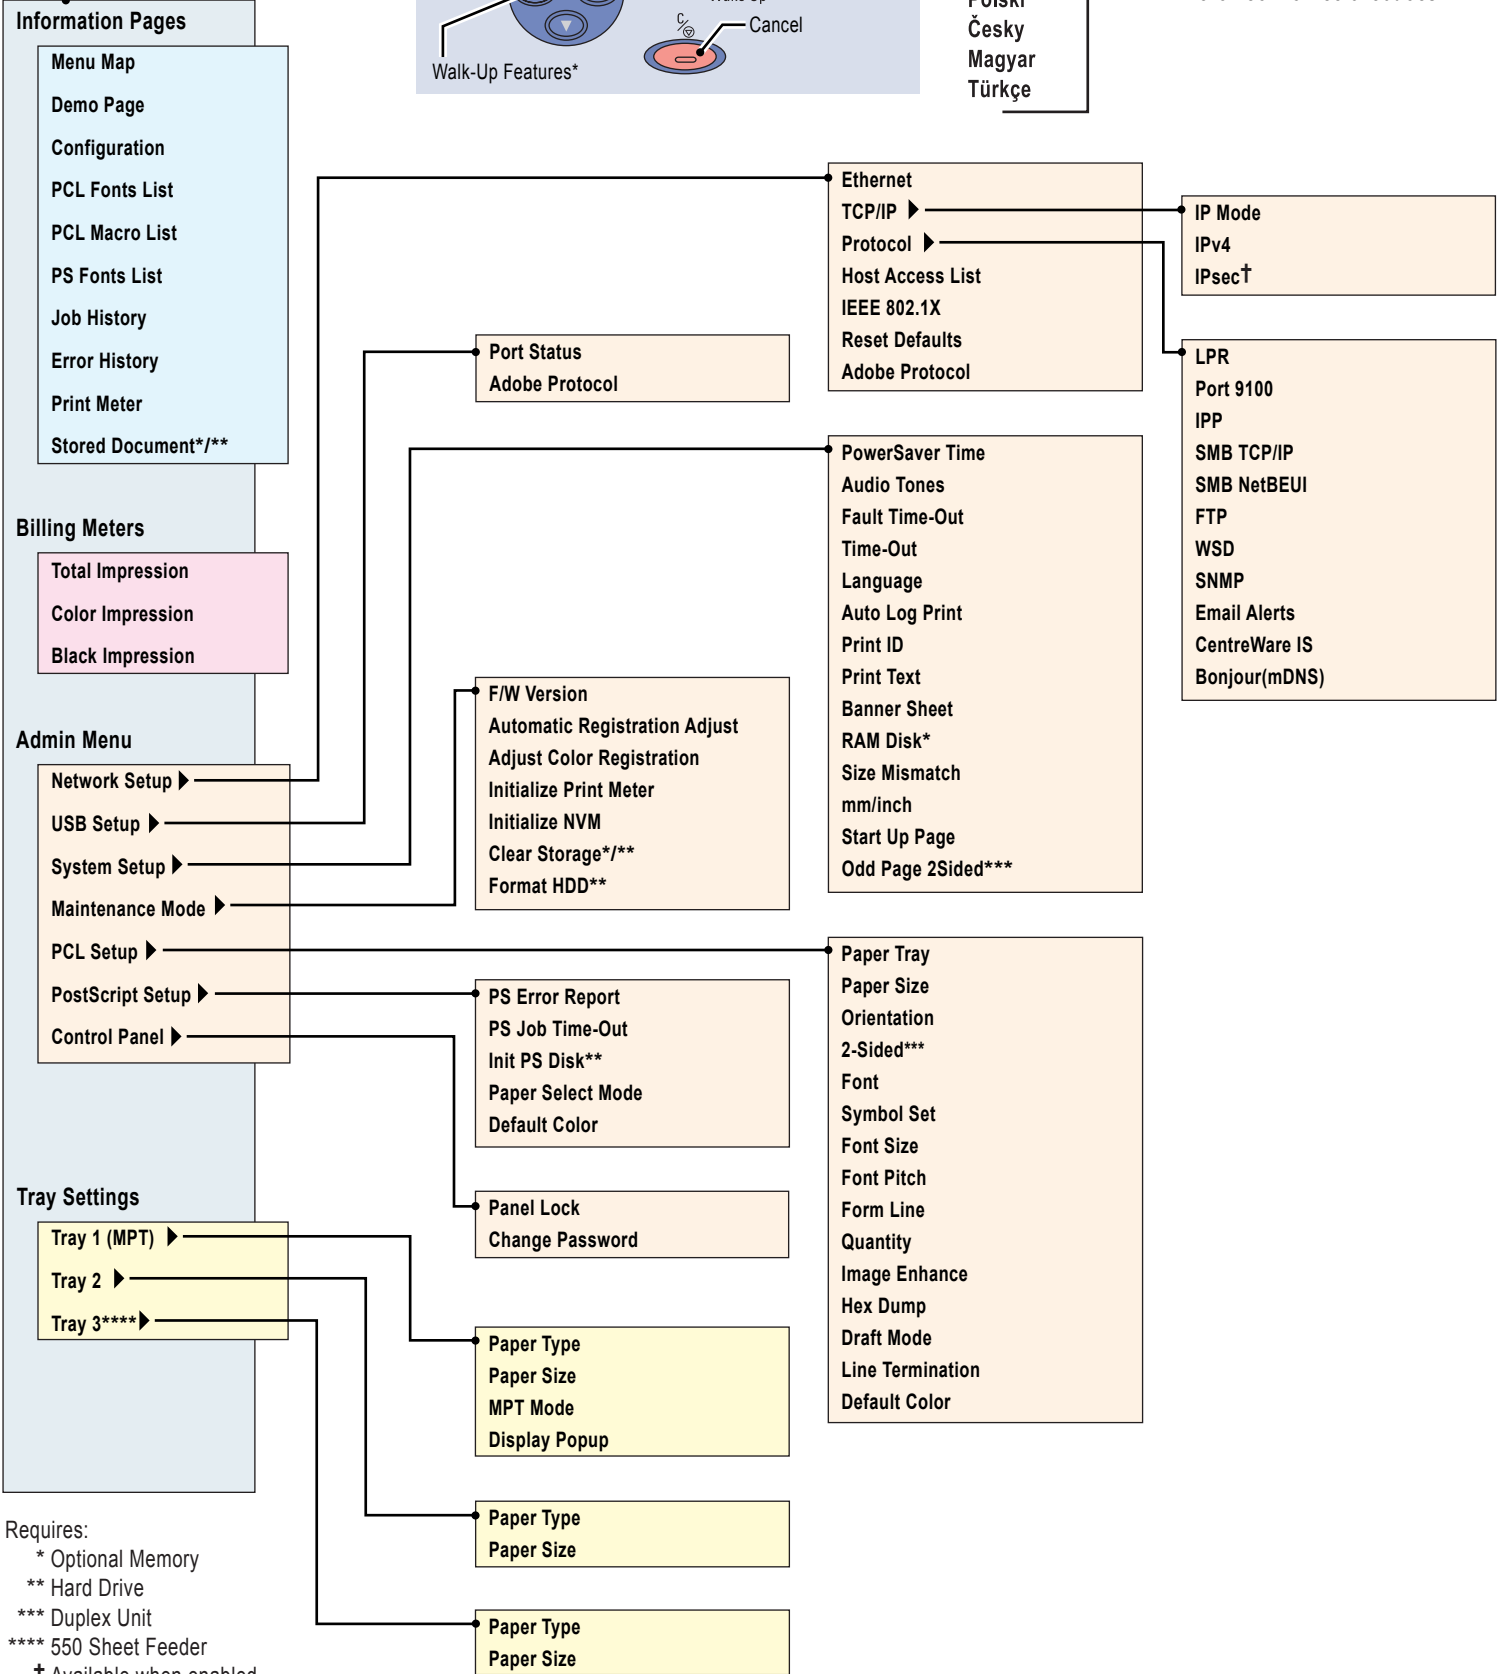 Information Pages
Menu Map
Demo Page
Configuration
PCL Fonts List
PCL Macro List
PS Fonts List
Job History
Error History
Print Meter
Stored Document*/**
Billing Meters
Total Impression
Color Impression
Black Impression
Admin Menu
Network Setup
USB Setup
System Setup
Maintenance Mode
PCL Setup
PostScript Setup
Control Panel
Tray Settings
Tray 1 (MPT)
Tray 2
Tray 3****
Requires:
* Optional Memory
** Hard Drive
*** Duplex Unit
**** 550 Sheet Feeder
† Available when enabled
C
Cancel
Walk-Up Features*
Polski
Česky
Magyar
Türkçe
Port Status
Adobe Protocol
F/W Version
Automatic Registration Adjust
Adjust Color Registration
Initialize Print Meter
Initialize NVM
Clear Storage*/**
Format HDD**
PS Error Report
PS Job Time-Out
Init PS Disk**
Paper Select Mode
Default Color
Panel Lock
Change Password
Paper Type
Paper Size
MPT Mode
Display Popup
Paper Type
Paper Size
Paper Type
Paper Size
Ethernet
TCP/IP
Protocol
Host Access List
IEEE 802.1X
Reset Defaults
Adobe Protocol
PowerSaver Time
Audio Tones
Fault Time-Out
Time-Out
Language
Auto Log Print
Print ID
Print Text
Banner Sheet
RAM Disk*
Size Mismatch
mm/inch
Start Up Page
Odd Page 2Sided***
Paper Tray
Paper Size
Orientation
2-Sided***
Font
Symbol Set
Font Size
Font Pitch
Form Line
Quantity
Image Enhance
Hex Dump
Draft Mode
Line Termination
Default Color
IP Mode
IPv4
IPsec†
LPR
Port 9100
IPP
SMB TCP/IP
SMB NetBEUI
FTP
WSD
SNMP
Email Alerts
CentreWare IS
Bonjour(mDNS)